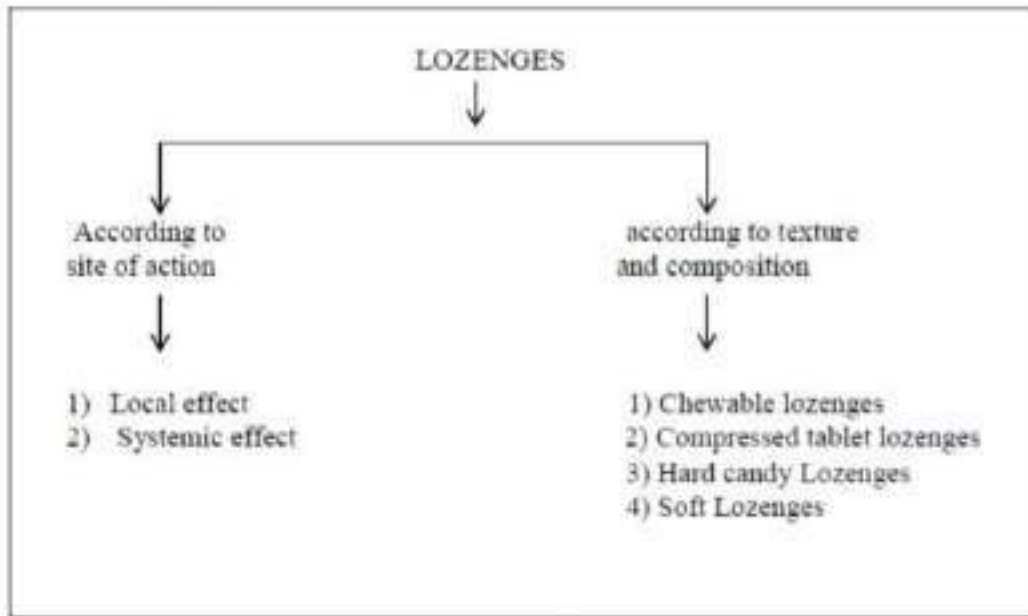 LOZENGES
According to
site of action
1) Local effect
2) Systemic effect
according to texture
and composition
1) Chewable lozenges
2) Compressed tablet lozenges
3) Hard candy Lozenges
4) Soft Lozenges